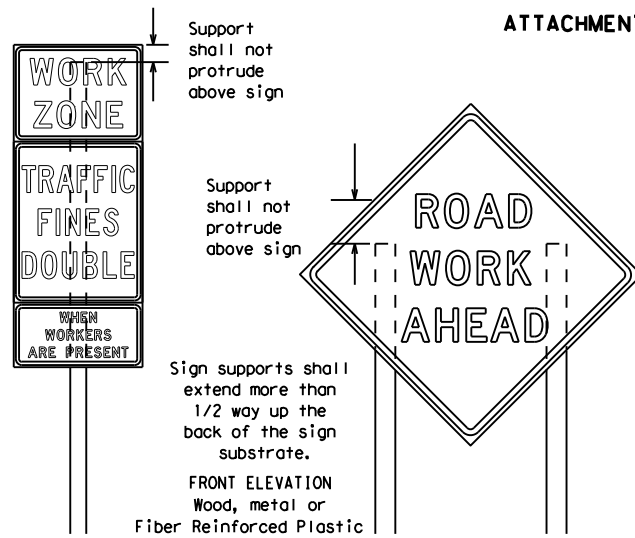 ATTACHMENT
Support
shall not
protrude
above sign
WORK
ZONE
TRAFFIC
FINES
DOUBLE
WHEN
WORKERS
ARE PRESENT
Support
shall not
protrude
above sign
ROAD
WORK
AHEAD
Sign supports shall
extend more than
1/2 way up the
back of the sign
substrate.
FRONT ELEVATION
Wood, metal or
Fiber Reinforced Plastic